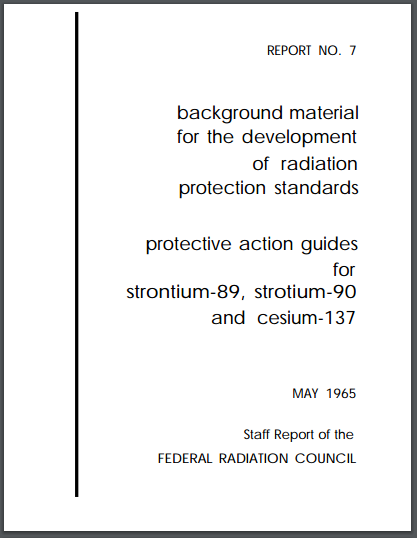 REPORT NO. 7
background material
for the development
of radiation
protection standards
protective action guides
for
strontium-89, strotium-90
and cesium-137
MAY 1965
Staff Report of the
FEDERAL RADIATION COUNCIL